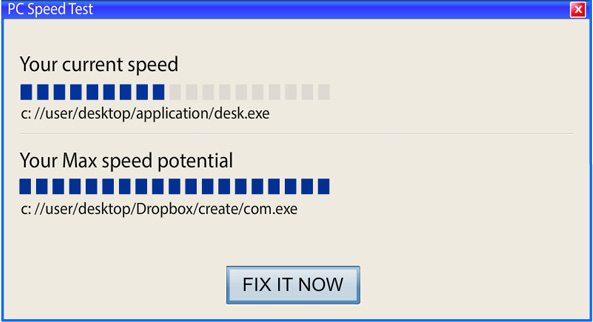 PC Speed Test
Your current speed
c: //user/desktop/application/desk.exe
Your Max speed potential
c: //user/desktop/Dropbox/create/com.exe
FIX IT NOW